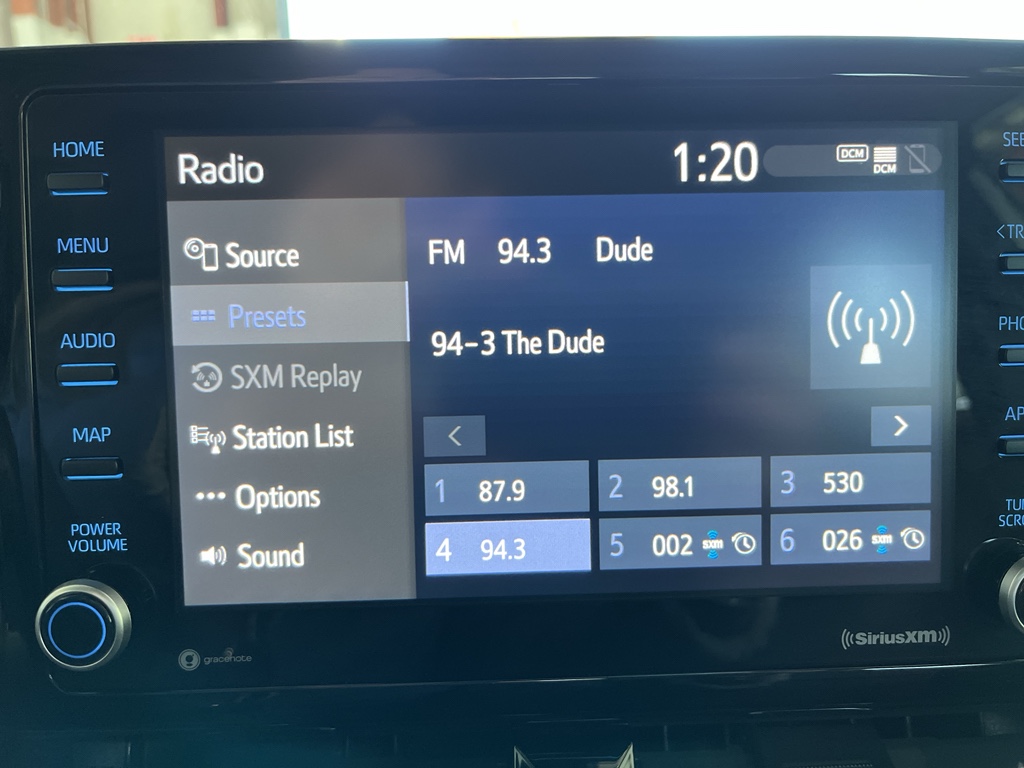 HOME
MENU
AUDIO
MAP
POWER
VOLUME
Radio
1:20
DCM
DCM
Source
Presets
SXM Replay
Station List
Options
Sound
FM 94.3 Dude
94-3 The Dude
<
>
1 87.9
2 98.1
3 530
4 94.3
5 002 sxm
6 026 sxm
gracenote
((SiriusXM))